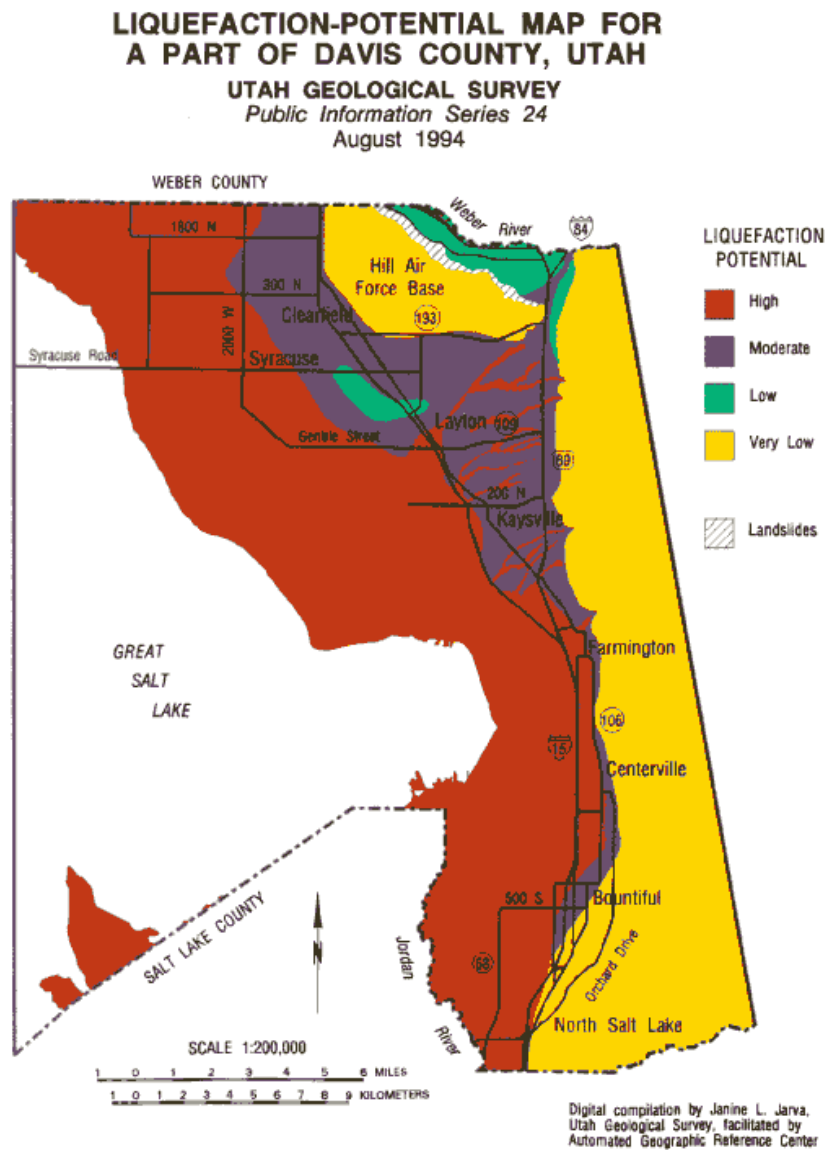 LIQUEFACTION-POTENTIAL MAP FOR
A PART OF DAVIS COUNTY, UTAH
UTAH GEOLOGICAL SURVEY
Public Information Series 24
August 1994
WEBER COUNTY
Weber River
84
1800 N
Hill Air
Force Base
300 N
Clearfield
193
2000 W
Syracuse Road
Syracuse
Layton 109
Gentile Street
89
200 N
Kaysville
LIQUEFACTION
POTENTIAL
High
Moderate
Low
Very Low
Landslides
GREAT
SALT
LAKE
Farmington
106
15
Centerville
500 S
Bountiful
SALT LAKE COUNTY
N
Jordan
River
68
Orchard Drive
North Salt Lake
SCALE 1:200,000
1 0 1 2 3 4 5 6 MILES
1 0 1 2 3 4 5 6 7 8 9 KILOMETERS
Digital compilation by Janine L. Jarva,
Utah Geological Survey, facilitated by
Automated Geographic Reference Center